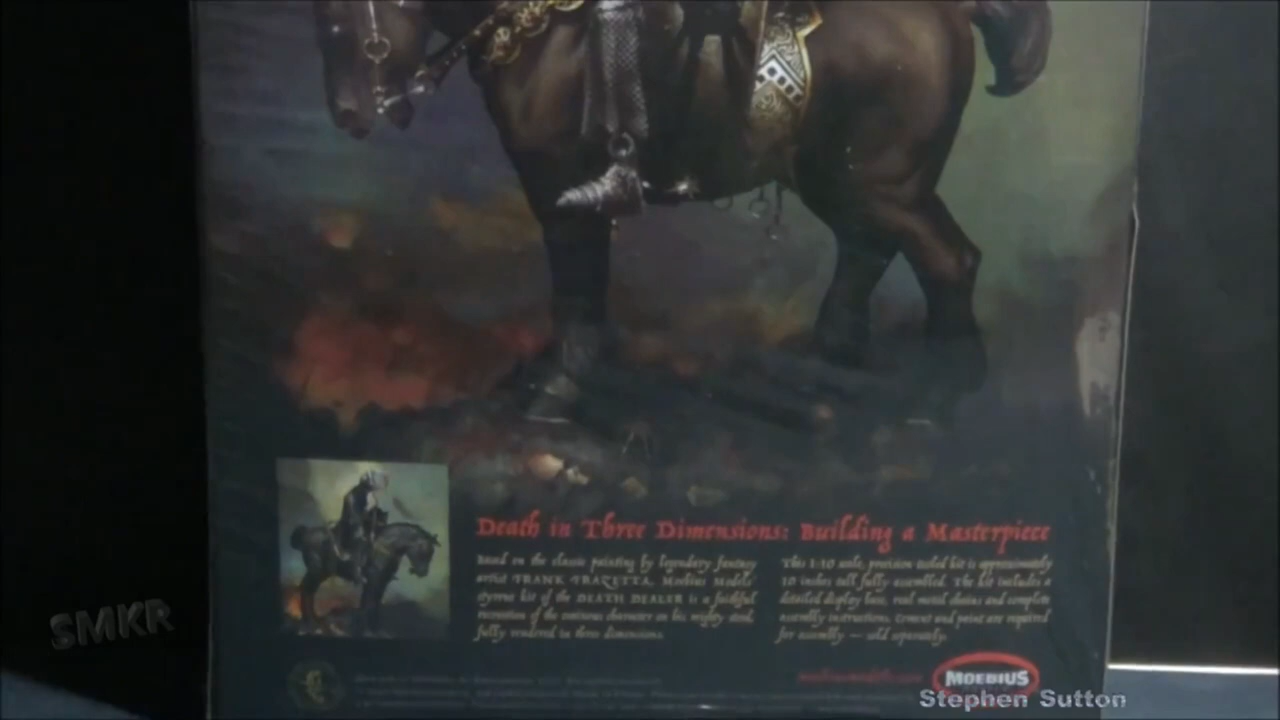 Death in Three Dimensions: Building a Masterpiece
Based on the classic painting by legendary fantasy
artist FRANK FRAZETTA, Moebius Models'
styrene kit of the DEATH DEALER is a faithful
recreation of the ominous character on his mighty steed,
fully rendered in three dimensions.
This 1:10 scale, precision tooled kit is approximately
10 inches tall fully assembled. The kit includes a
detailed display base, real metal chains and complete
assembly instructions. Cement and paint are required
for assembly — sold separately.
SMKR
MOEBIUS
Stephen Sutton